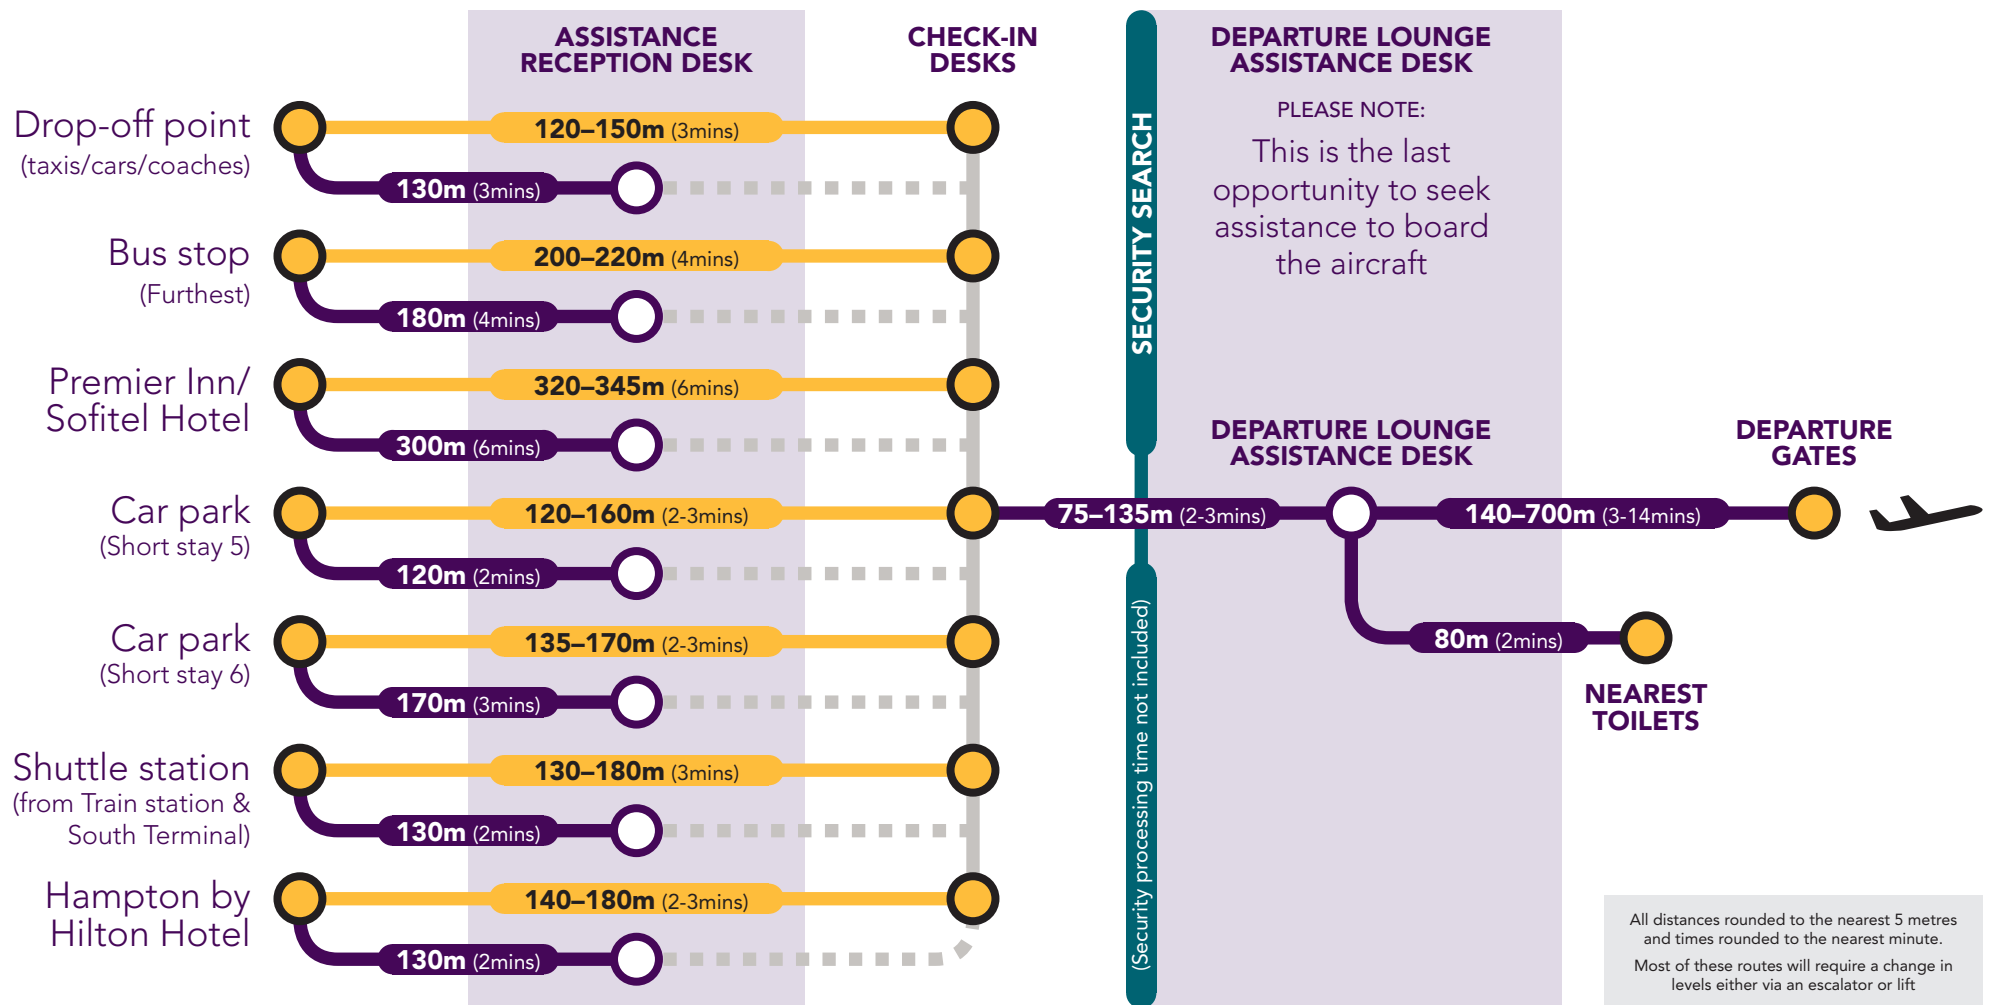 ASSISTANCE
RECEPTION DESK
CHECK-IN
DESKS
DEPARTURE LOUNGE
ASSISTANCE DESK
PLEASE NOTE:
This is the last
opportunity to seek
assistance to board
the aircraft
SECURITY SEARCH
(Security processing time not included)
Drop-off point
(taxis/cars/coaches)
120–150m (3mins)
130m (3mins)
Bus stop
(Furthest)
200–220m (4mins)
180m (4mins)
Premier Inn/
Sofitel Hotel
320–345m (6mins)
300m (6mins)
Car park
(Short stay 5)
120–160m (2-3mins)
120m (2mins)
Car park
(Short stay 6)
135–170m (2-3mins)
170m (3mins)
Shuttle station
(from Train station &
South Terminal)
130–180m (3mins)
130m (2mins)
Hampton by
Hilton Hotel
140–180m (2-3mins)
130m (2mins)
75–135m (2-3mins)
DEPARTURE LOUNGE
ASSISTANCE DESK
140–700m (3-14mins)
DEPARTURE
GATES
80m (2mins)
NEAREST
TOILETS
All distances rounded to the nearest 5 metres
and times rounded to the nearest minute.
Most of these routes will require a change in
levels either via an escalator or lift